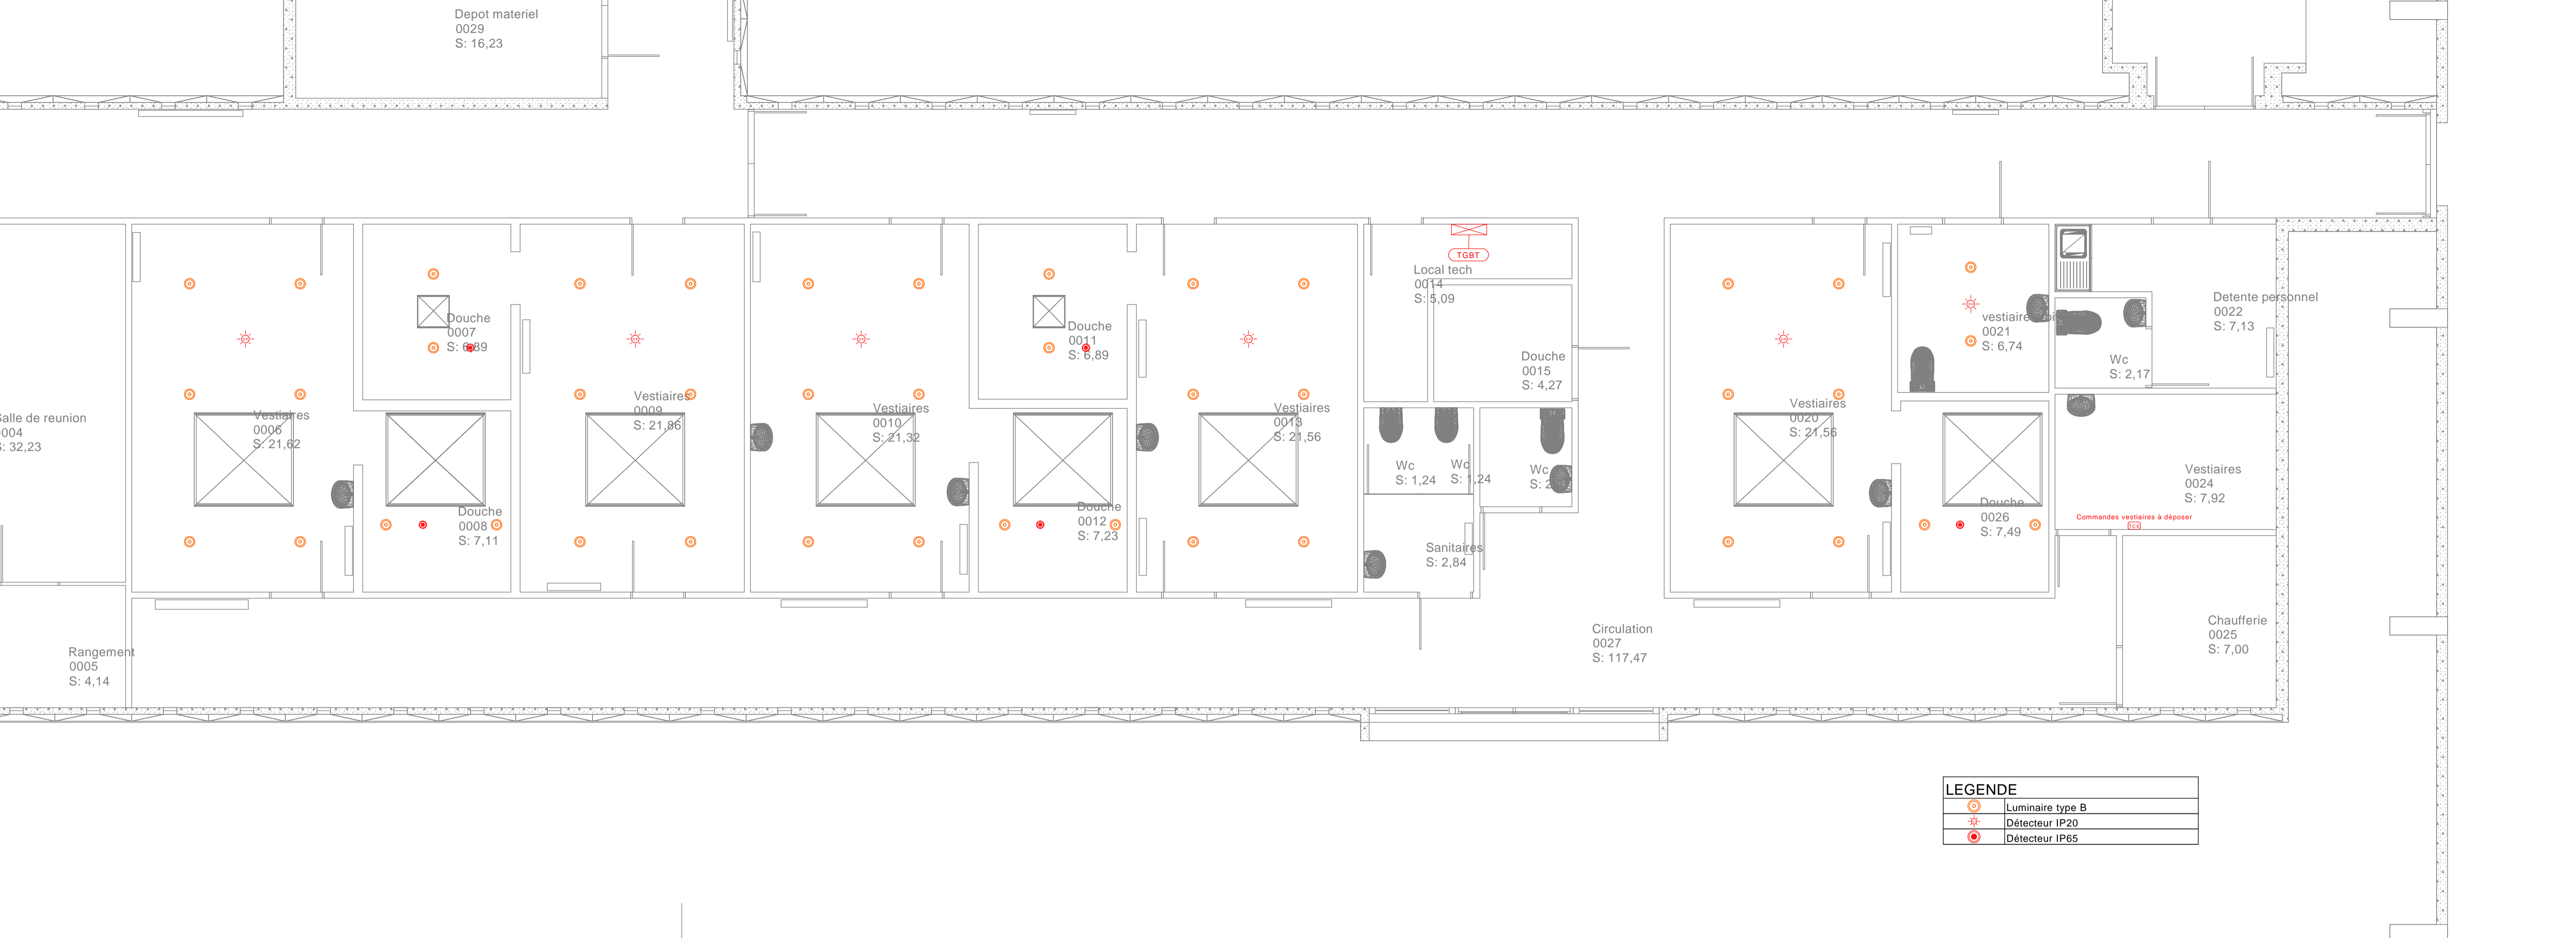 Depot materiel
0029
S: 16,23
Salle de reunion
0004
S: 32,23
Rangement
0005
S: 4,14
Vestiaires
0006
S: 21,62
Douche
0007
S: 6,89
Douche
0008
S: 7,11
Vestiaires
0009
S: 21,86
Vestiaires
0010
S: 21,32
Douche
0011
S: 6,89
Douche
0012
S: 7,23
Vestiaires
0013
S: 21,56
TGBT
Local tech
0014
S: 5,09
Douche
0015
S: 4,27
Wc
S: 1,24
Wc
S: 1,24
Wc
S: 2
Sanitaires
S: 2,84
Circulation
0027
S: 117,47
Vestiaires
0020
S: 21,56
vestiaire
0021
S: 6,74
Detente personnel
0022
S: 7,13
Wc
S: 2,17
Vestiaires
0024
S: 7,92
Commandes vestiaires à déposer
Douche
0026
S: 7,49
Chaufferie
0025
S: 7,00
LEGENDE
Luminaire type B
Détecteur IP20
Détecteur IP65